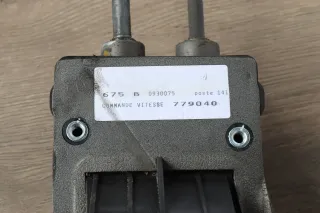 675 B 0930075 poste 241
COMMANDE VITESSE 779040